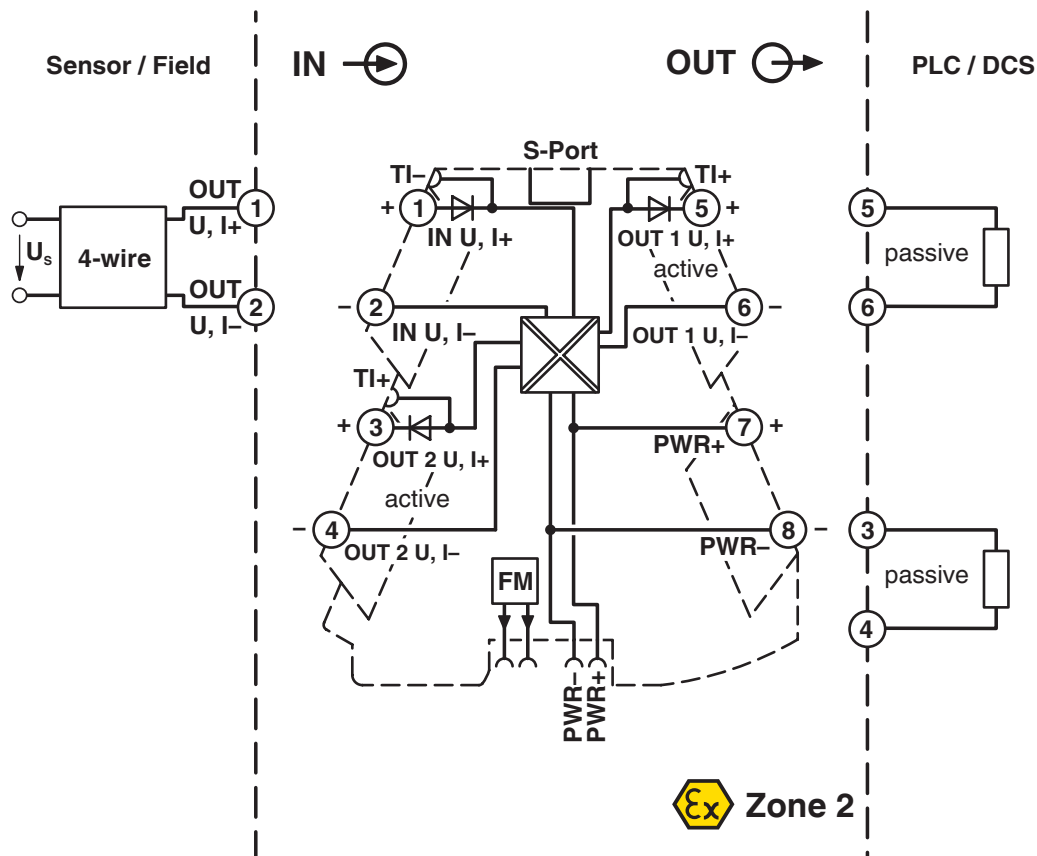 Sensor / Field
IN
OUT
PLC / DCS
S-Port
TI–
TI+
OUT
1
U, I+
+ 1
5 +
5
IN U, I+
OUT 1 U, I+
Us
4-wire
active
passive
OUT
2
U, I–
– 2
6 –
6
IN U, I–
OUT 1 U, I–
TI+
+ 3
7 +
OUT 2 U, I+
PWR+
active
– 4
8 –
3
OUT 2 U, I–
PWR–
FM
passive
4
PWR–
PWR+
Ex Zone 2